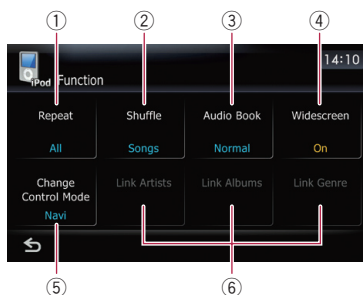 ① ② ③ ④
14:10
iPod Function
Repeat Shuffle Audio Book Widescreen
All Songs Normal On
Change Link Artists Link Albums Link Genre
Control Mode
Navi
⑤ ⑥